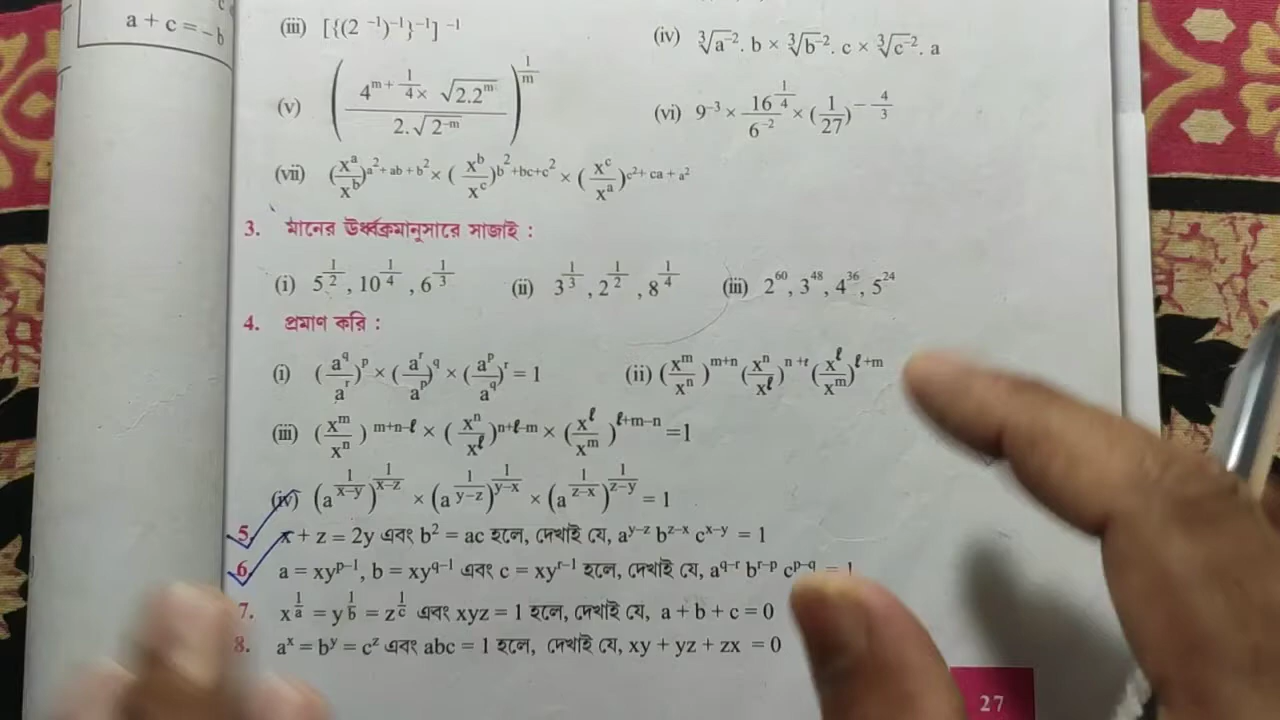 a + c = –b
(iii) [{(2 ⁻¹)⁻¹}⁻¹] ⁻¹ (iv) ∛a⁻². b × ∛b⁻². c × ∛c⁻². a
(v) (4^(m + 1/4) × √2.2^m / 2.√2^–m)^(1/m) (vi) 9⁻³ × 16^(1/4) / 6⁻² × (1/27)^(– 4/3)
(vii) (x^a/x^b)^(a² + ab + b²) × (x^b/x^c)^(b² + bc + c²) × (x^c/x^a)^(c² + ca + a²)
3. মানের ঊর্ধ্বক্রমানুসারে সাজাই :
(i) 5^(1/2), 10^(1/4), 6^(1/3) (ii) 3^(1/3), 2^(1/2), 8^(1/4) (iii) 2⁶⁰, 3⁴⁸, 4³⁶, 5²⁴
4. প্রমাণ করি :
(i) (a^q/a^r)^p × (a^r/a^p)^q × (a^p/a^q)^r = 1 (ii) (x^m/x^n)^(m+n) (x^n/x^ℓ)^(n+ℓ) (x^ℓ/x^m)^(ℓ+m)
(iii) (x^m/x^n)^(m+n–ℓ) × (x^n/x^ℓ)^(n+ℓ–m) × (x^ℓ/x^m)^(ℓ+m–n) = 1
(iv) (a^(1/(x–y)))^(1/(x–z)) × (a^(1/(y–z)))^(1/(y–x)) × (a^(1/(z–x)))^(1/(z–y)) = 1
5. x + z = 2y এবং b² = ac হলে, দেখাই যে, a^(y–z) b^(z–x) c^(x–y) = 1
6. a = xy^(p–1), b = xy^(q–1) এবং c = xy^(r–1) হলে, দেখাই যে, a^(q–r) b^(r–p) c^(p–q) = 1
7. x^(1/a) = y^(1/b) = z^(1/c) এবং xyz = 1 হলে, দেখাই যে, a + b + c = 0
8. a^x = b^y = c^z এবং abc = 1 হলে, দেখাই যে, xy + yz + zx = 0
27